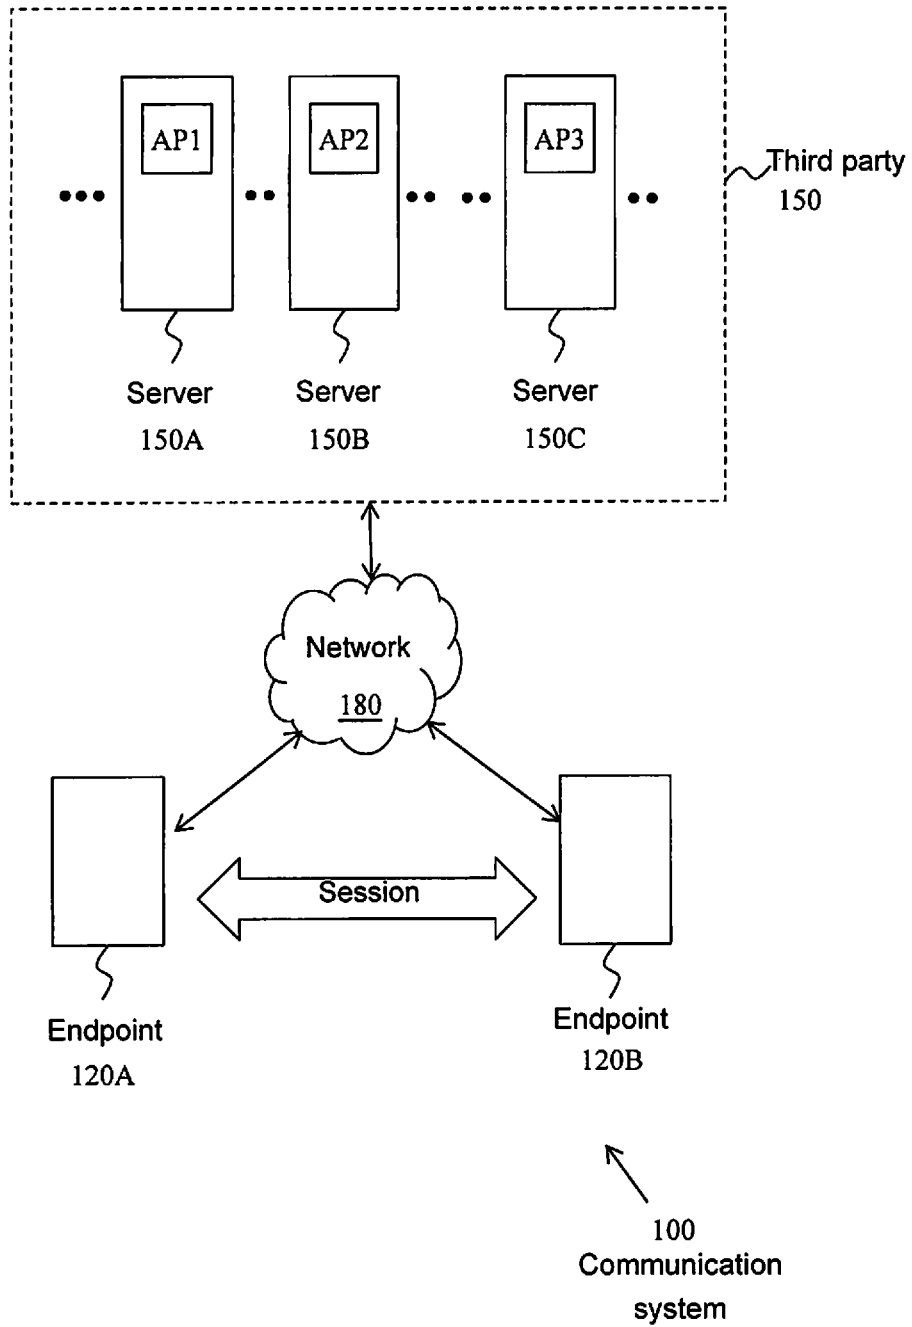 AP1
AP2
AP3
Third party
150
Server
150A
Server
150B
Server
150C
Network
180
Session
Endpoint
120A
Endpoint
120B
100
Communication
system